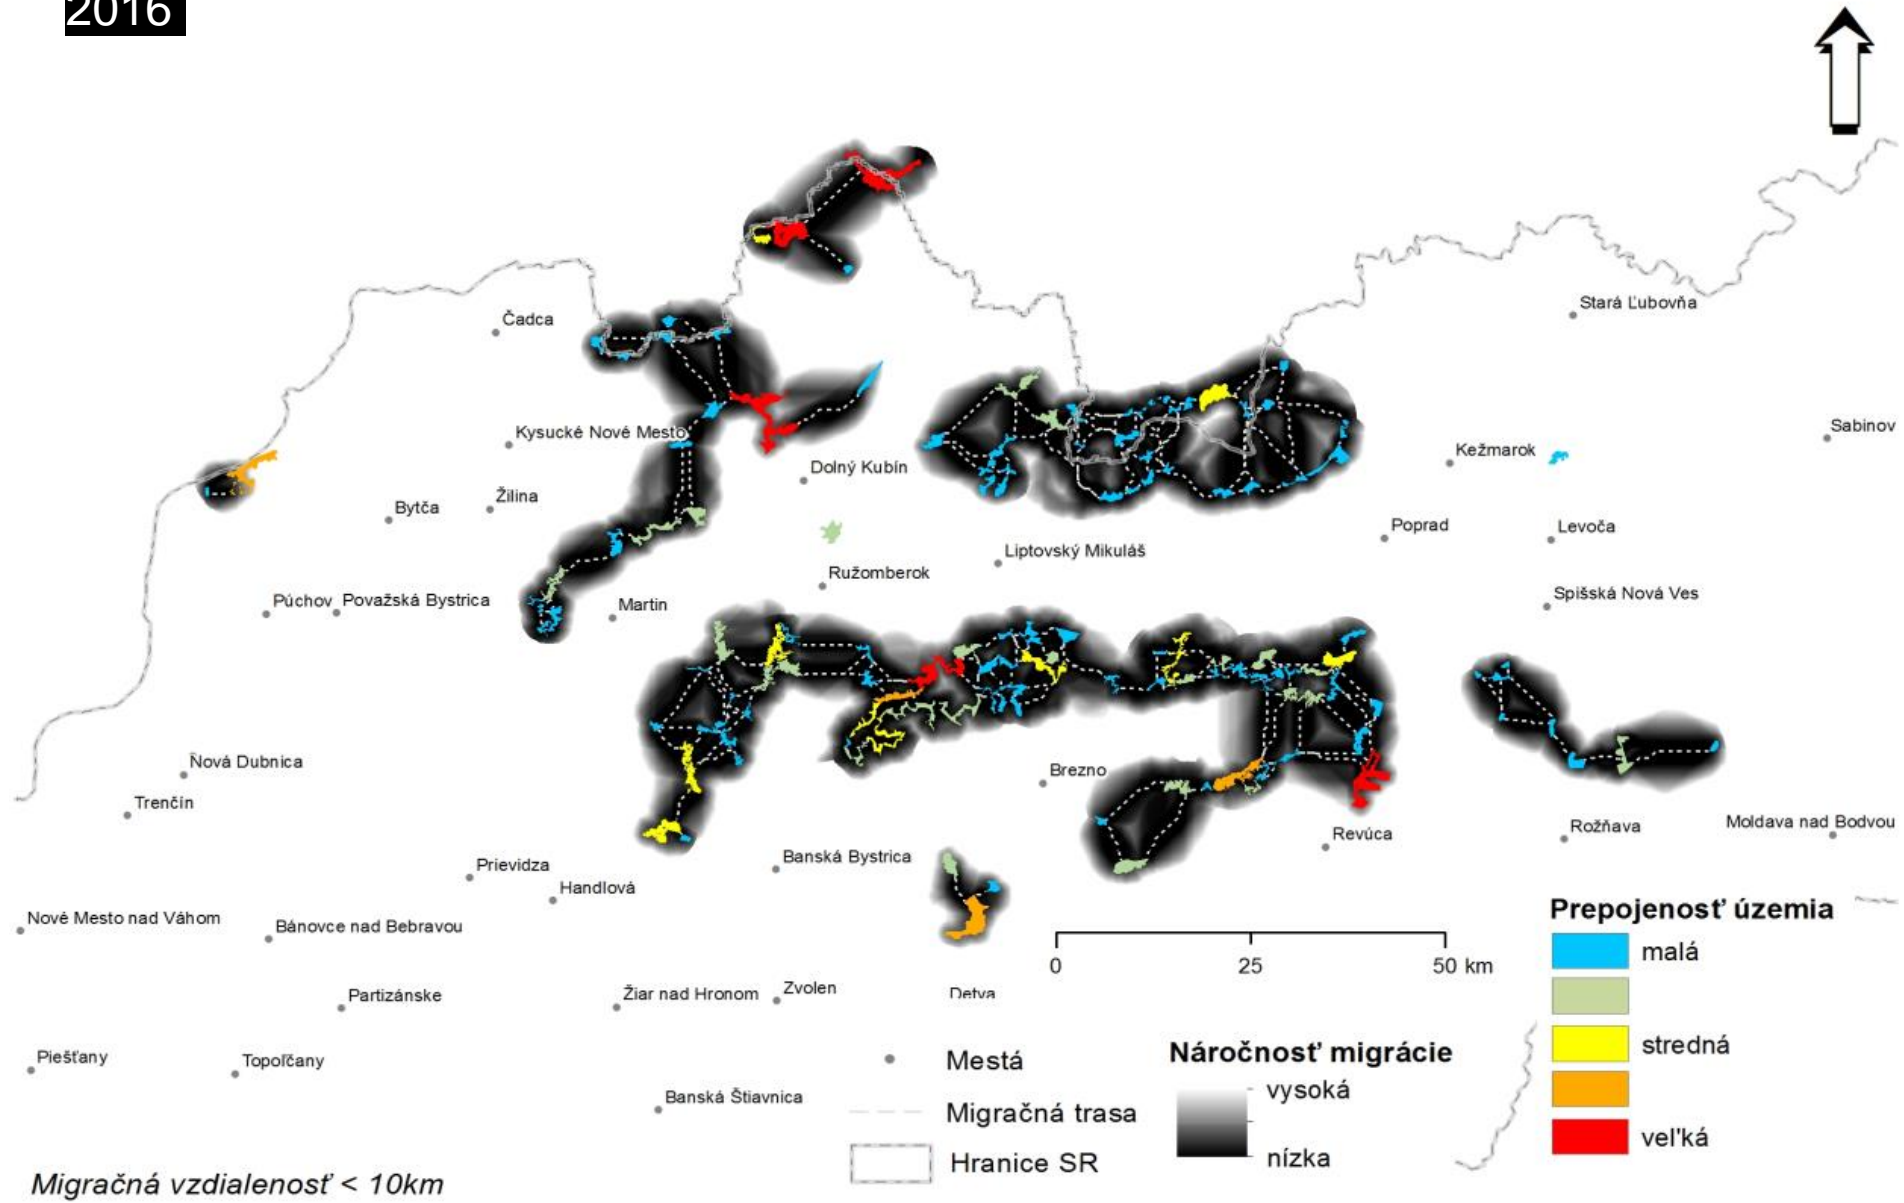 2016
Stará Ľubovňa
Čadca
Sabinov
Kysucké Nové Mesto
Kežmarok
Dolný Kubín
Žilina
Bytča
Poprad
Levoča
Liptovský Mikuláš
Ružomberok
Spišská Nová Ves
Púchov
Považská Bystrica
Martin
Nová Dubnica
Brezno
Trenčín
Moldava nad Bodvou
Rožňava
Revúca
Banská Bystrica
Prievidza
Handlová
Prepojenosť územia
Nové Mesto nad Váhom
Bánovce nad Bebravou
malá
0 25 50 km
Zvolen
Detva
Žiar nad Hronom
Partizánske
stredná
Náročnosť migrácie
Piešťany
Topoľčany
Mestá
vysoká
Banská Štiavnica
Migračná trasa
veľká
nízka
Hranice SR
Migračná vzdialenosť < 10km